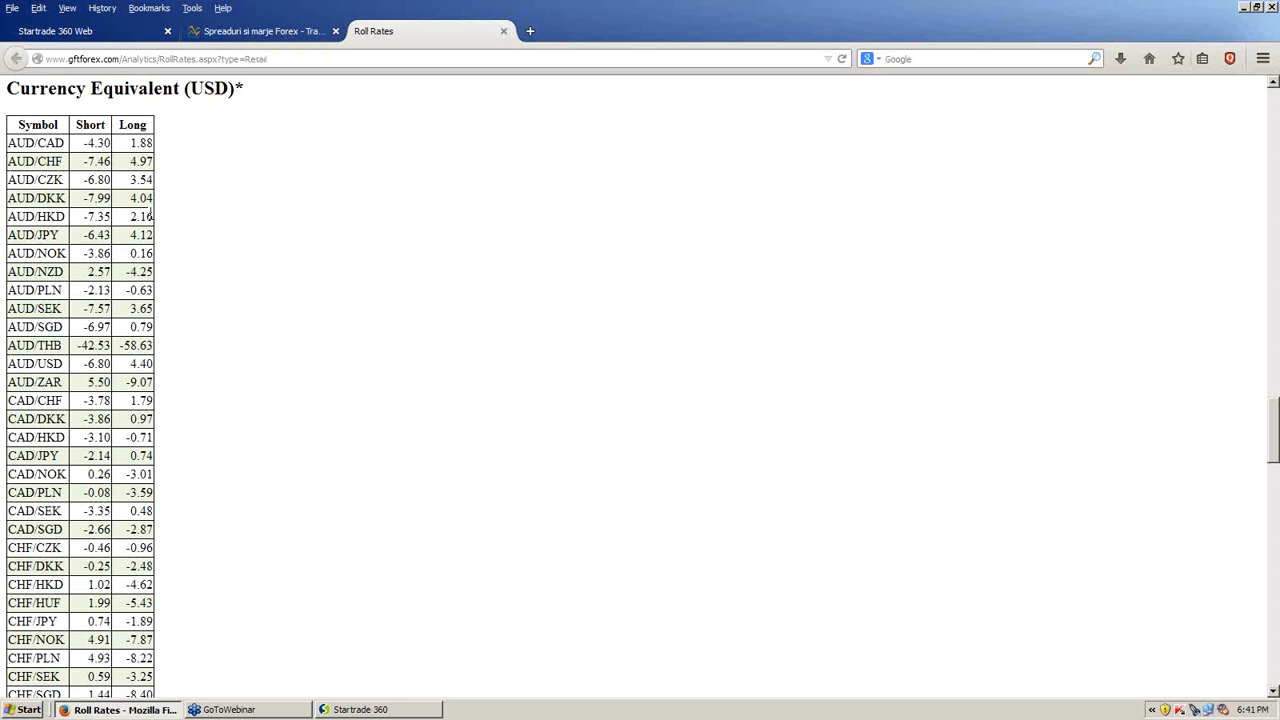 File Edit View History Bookmarks Tools Help
Startrade 360 Web × Spreaduri si marje Forex - Tra... × Roll Rates × +
www.gftforex.com/Analytics/RollRates.aspx?type=Retail Google
Currency Equivalent (USD)*
Symbol Short Long
AUD/CAD -4.30 1.88
AUD/CHF -7.46 4.97
AUD/CZK -6.80 3.54
AUD/DKK -7.99 4.04
AUD/HKD -7.35 2.16
AUD/JPY -6.43 4.12
AUD/NOK -3.86 0.16
AUD/NZD 2.57 -4.25
AUD/PLN -2.13 -0.63
AUD/SEK -7.57 3.65
AUD/SGD -6.97 0.79
AUD/THB -42.53 -58.63
AUD/USD -6.80 4.40
AUD/ZAR 5.50 -9.07
CAD/CHF -3.78 1.79
CAD/DKK -3.86 0.97
CAD/HKD -3.10 -0.71
CAD/JPY -2.14 0.74
CAD/NOK 0.26 -3.01
CAD/PLN -0.08 -3.59
CAD/SEK -3.35 0.48
CAD/SGD -2.66 -2.87
CHF/CZK -0.46 -0.96
CHF/DKK -0.25 -2.48
CHF/HKD 1.02 -4.62
CHF/HUF 1.99 -5.43
CHF/JPY 0.74 -1.89
CHF/NOK 4.91 -7.87
CHF/PLN 4.93 -8.22
CHF/SEK 0.59 -3.25
CHF/SGD 1.44 -8.40
Start Roll Rates - Mozilla Fi... GoToWebinar Startrade 360 « 6:41 PM